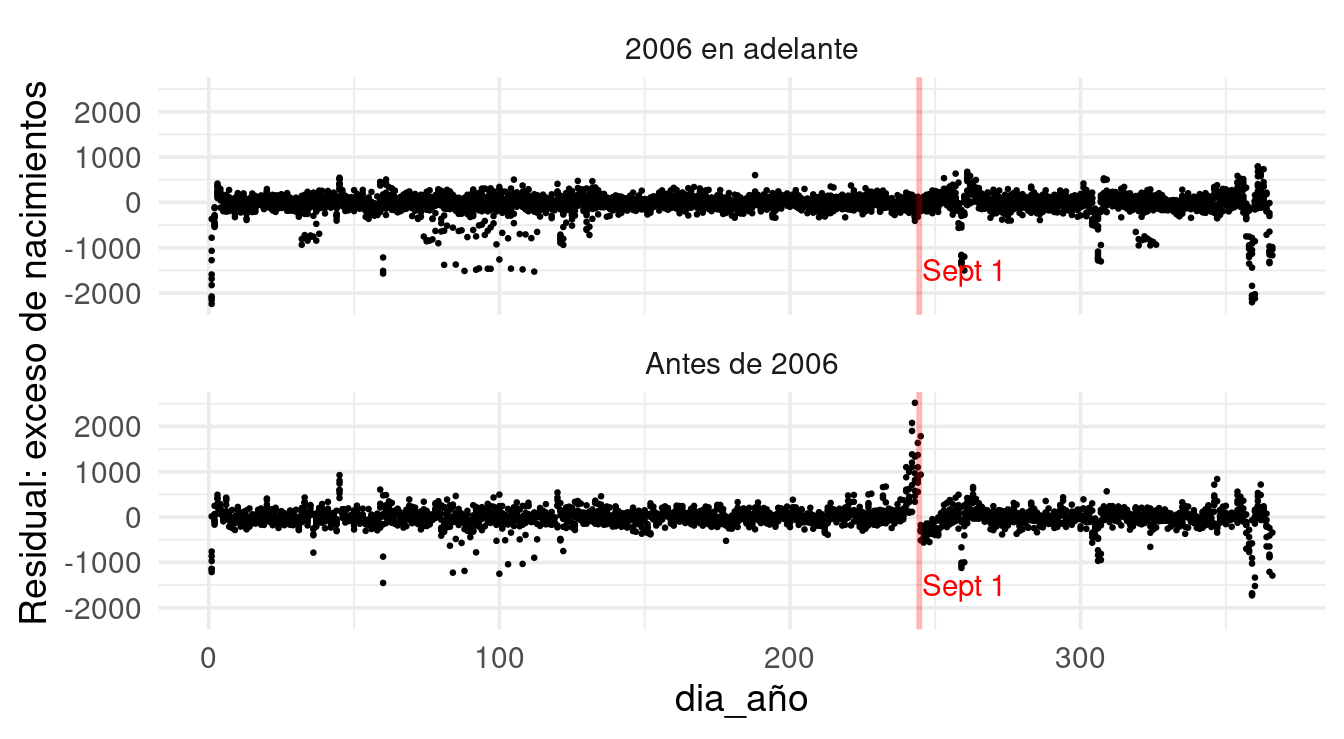 2006 en adelante
2000
1000
0
-1000
-2000
Sept 1
Antes de 2006
2000
1000
0
-1000
-2000
Sept 1
0
100
200
300
dia_año
Residual: exceso de nacimientos